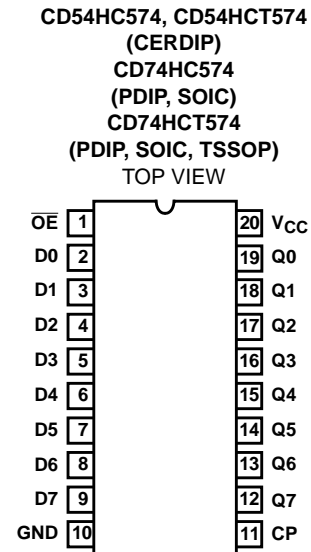 CD54HC574, CD54HCT574
(CERDIP)
CD74HC574
(PDIP, SOIC)
CD74HCT574
(PDIP, SOIC, TSSOP)
TOP VIEW
O̅E̅ 1 20 VCC
D0 2 19 Q0
D1 3 18 Q1
D2 4 17 Q2
D3 5 16 Q3
D4 6 15 Q4
D5 7 14 Q5
D6 8 13 Q6
D7 9 12 Q7
GND 10 11 CP